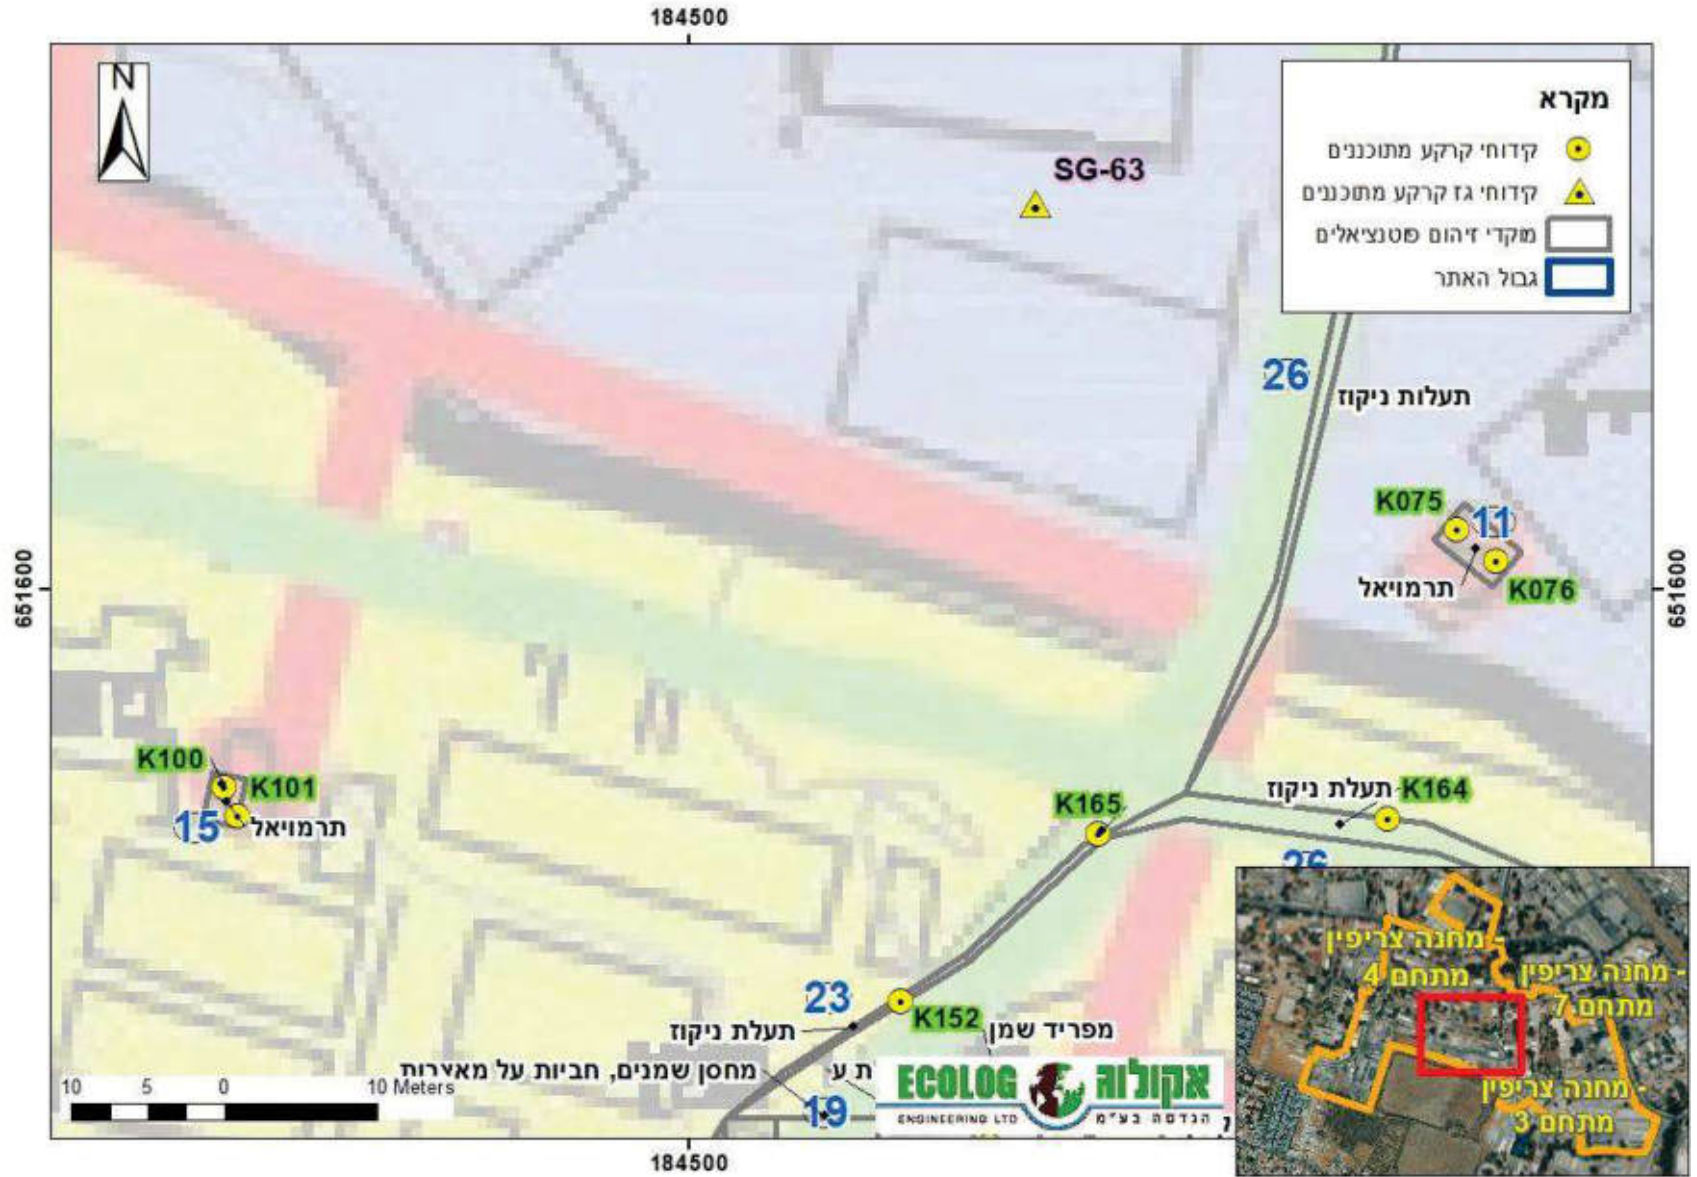 184500
N
מקרא
קידוחי קרקע מתוכננים
קידוחי גז קרקע מתוכננים
מוקדי זיהום פוטנציאלים
גבול האתר
SG-63
26
תעלות ניקוז
K075
11
תרמויאל
K076
651600
651600
K100
K101
15
תרמויאל
K165
תעלת ניקוז
K164
26
23
K152
תעלת ניקוז
מפריד שמן
מחסן שמנים, חביות על מאצרות
ת ע-
19
10 5 0 10 Meters
ECOLOG
ENGINEERING LTD
אקולוג
הנדסה בע"מ
מחנה צריפין -
מתחם 4
מחנה צריפין -
מתחם 7
מחנה צריפין -
מתחם 3
184500